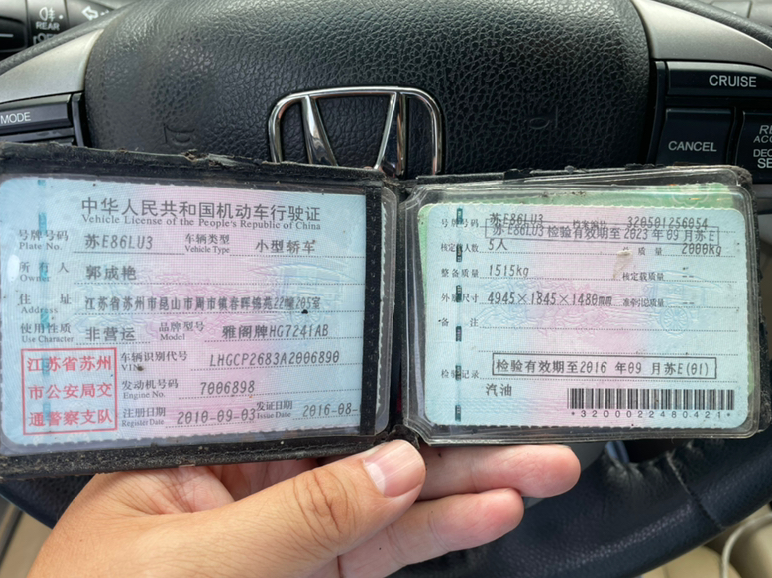 REAR
MODE
CRUISE
CANCEL
中华人民共和国机动车行驶证
Vehicle License of the People's Republic of China
号牌号码 苏E86LU3 车辆类型 小型轿车
Plate No. Vehicle Type
所有人 郭成艳
Owner
住址 江苏省苏州市昆山市周市镇春晖锦苑22幢205室
Address
使用性质 非营运 品牌型号 雅阁牌HG7241AB
Use Character Model
江苏省苏州
市公安局交
通警察支队
车辆识别代号 LHGCP2683A2006890
VIN
发动机号码 7006898
Engine No.
注册日期 2010-09-03 发证日期 2016-08-
Register Date Issue Date
号牌号码 苏E86LU3 档案编号 320501256054
苏E86LU3 检验有效期至2023年09月苏E
核定载人数 5人 总质量 2000kg
整备质量 1515kg 核定载质量 --
外廓尺寸 4945×1845×1480mm 准牵引总质量 --
备注
检验记录 检验有效期至2016年09月苏E(01)
汽油
*3200022480421*